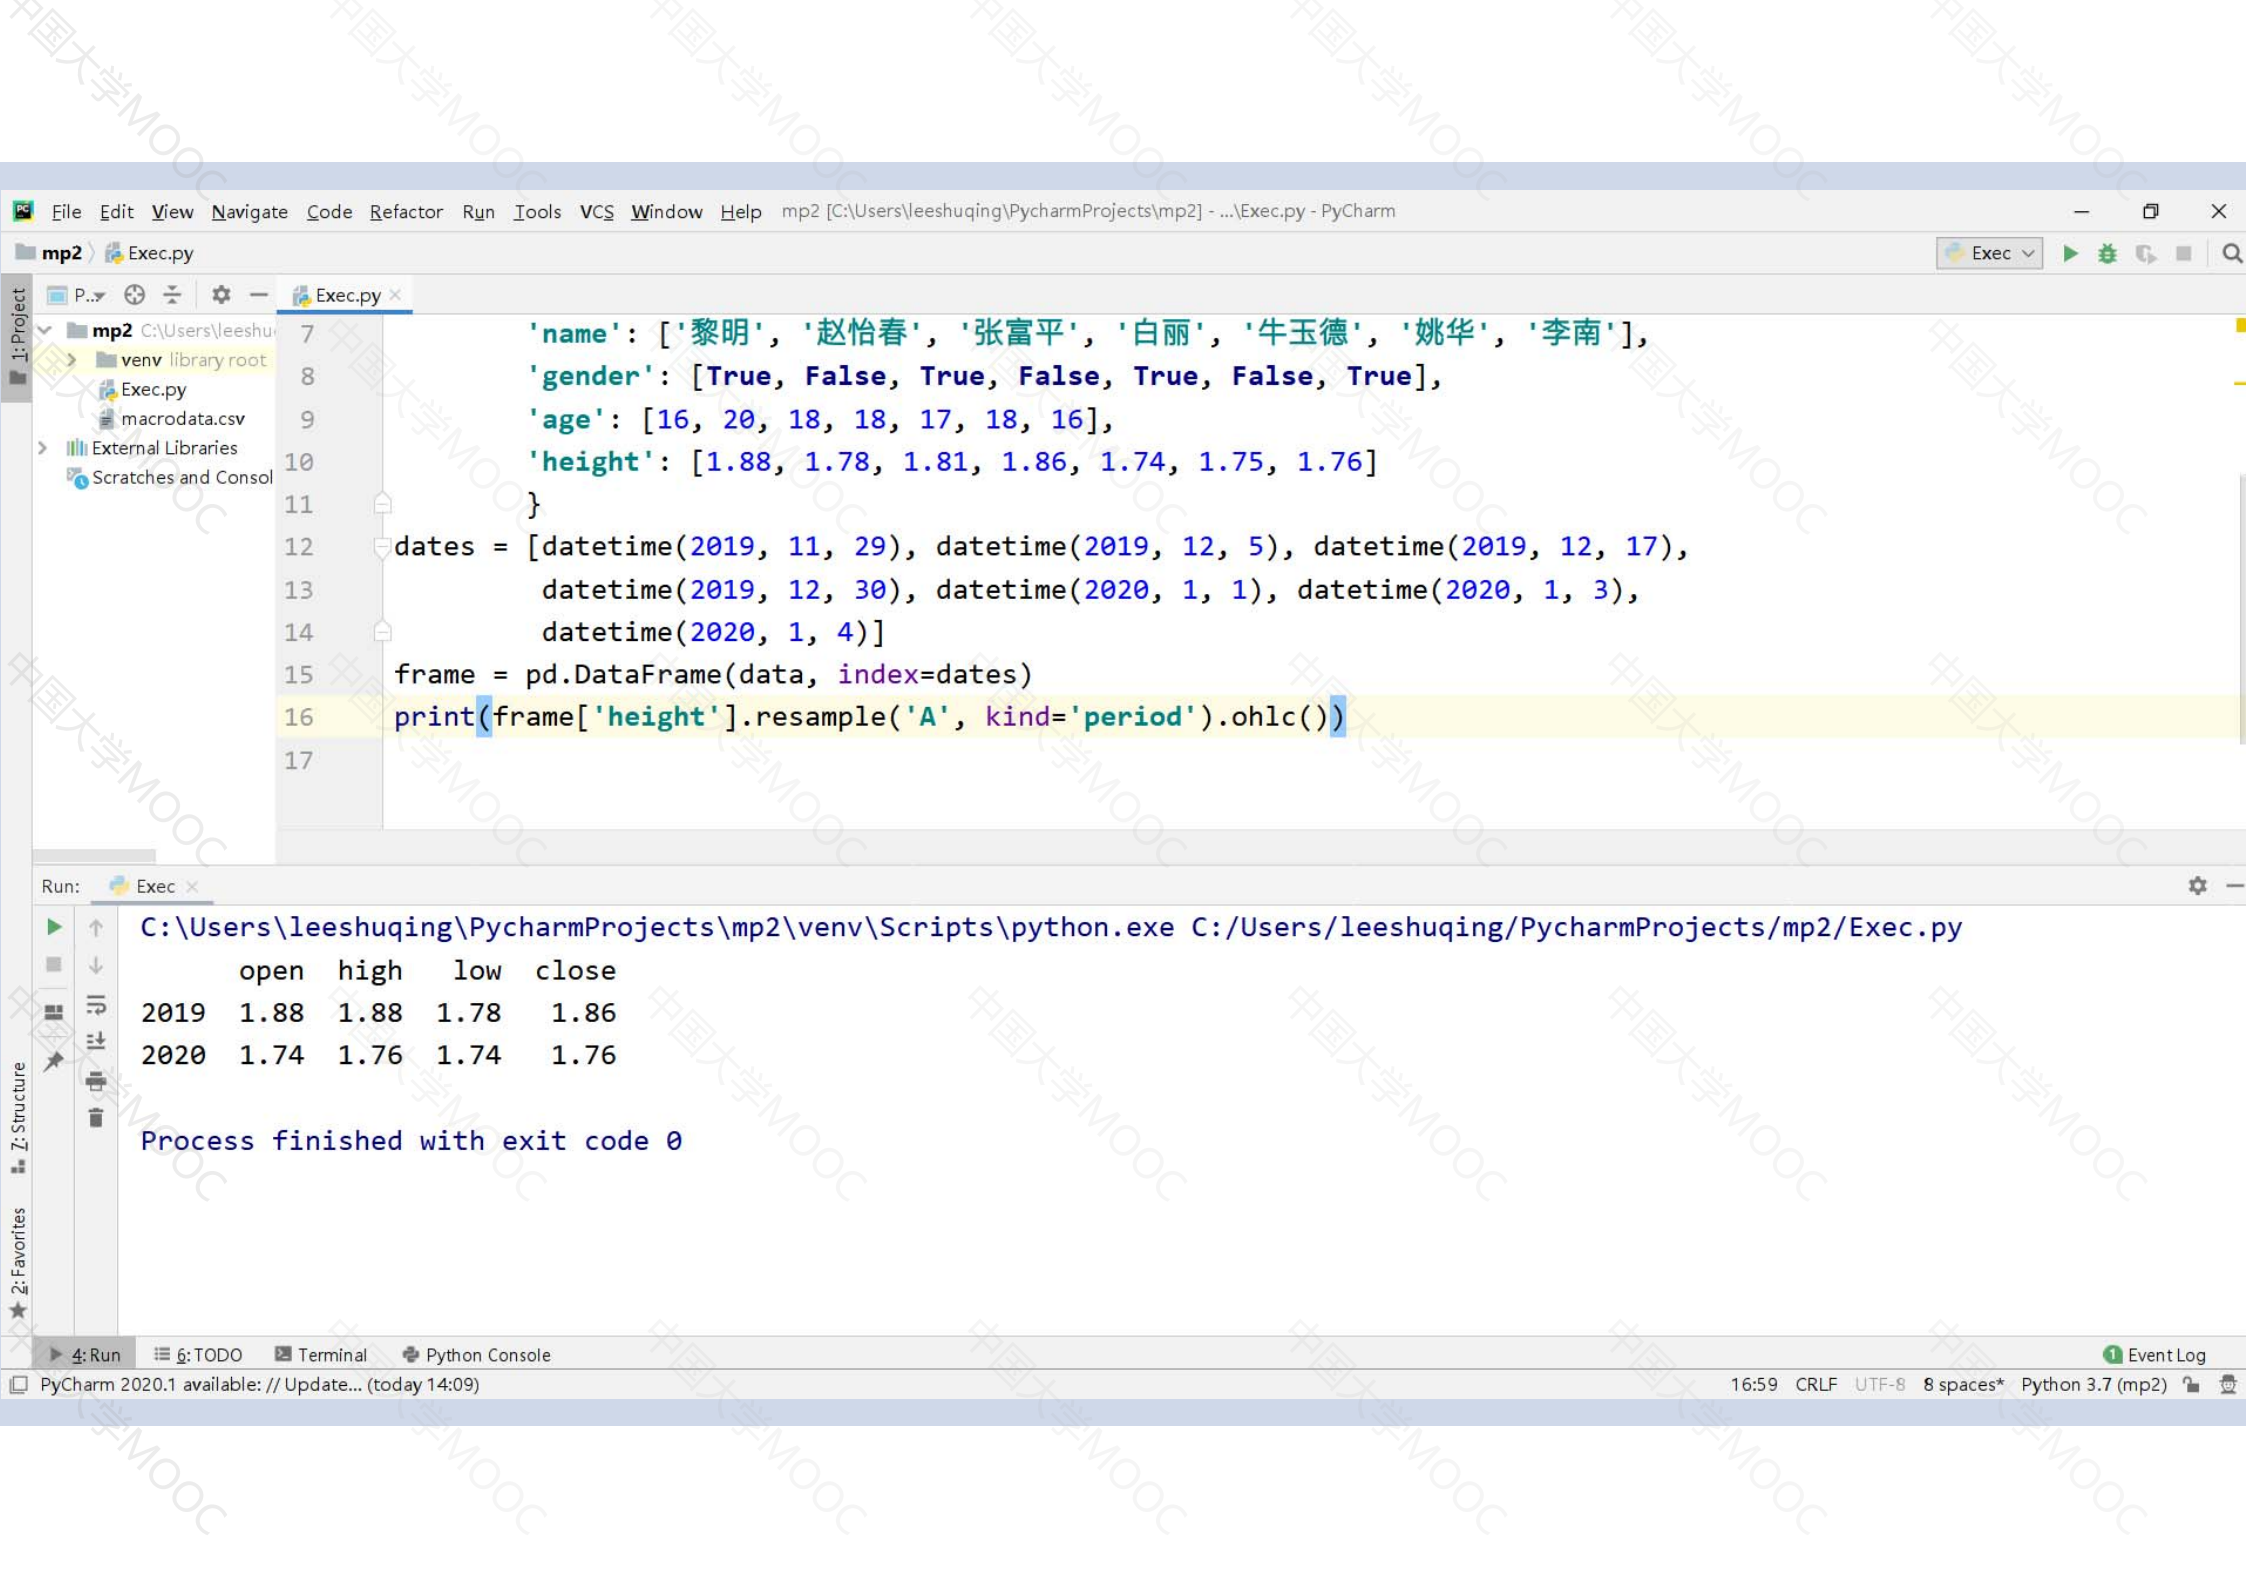 File Edit View Navigate Code Refactor Run Tools VCS Window Help mp2 [C:\Users\leeshuqing\PycharmProjects\mp2] - ...\Exec.py - PyCharm
mp2 Exec.py Exec
1: Project P.. Exec.py
mp2 C:\Users\leeshu
venv library root
Exec.py
macrodata.csv
External Libraries
Scratches and Consol
7 'name': ['黎明', '赵怡春', '张富平', '白丽', '牛玉德', '姚华', '李南'],
8 'gender': [True, False, True, False, True, False, True],
9 'age': [16, 20, 18, 18, 17, 18, 16],
10 'height': [1.88, 1.78, 1.81, 1.86, 1.74, 1.75, 1.76]
11 }
12 dates = [datetime(2019, 11, 29), datetime(2019, 12, 5), datetime(2019, 12, 17),
13 datetime(2019, 12, 30), datetime(2020, 1, 1), datetime(2020, 1, 3),
14 datetime(2020, 1, 4)]
15 frame = pd.DataFrame(data, index=dates)
16 print(frame['height'].resample('A', kind='period').ohlc())
17
Run: Exec
C:\Users\leeshuqing\PycharmProjects\mp2\venv\Scripts\python.exe C:/Users/leeshuqing/PycharmProjects/mp2/Exec.py
open high low close
2019 1.88 1.88 1.78 1.86
2020 1.74 1.76 1.74 1.76
Process finished with exit code 0
Z: Structure
2: Favorites
4: Run 6: TODO Terminal Python Console 1 Event Log
PyCharm 2020.1 available: // Update... (today 14:09) 16:59 CRLF UTF-8 8 spaces* Python 3.7 (mp2)
中国大学MOOC